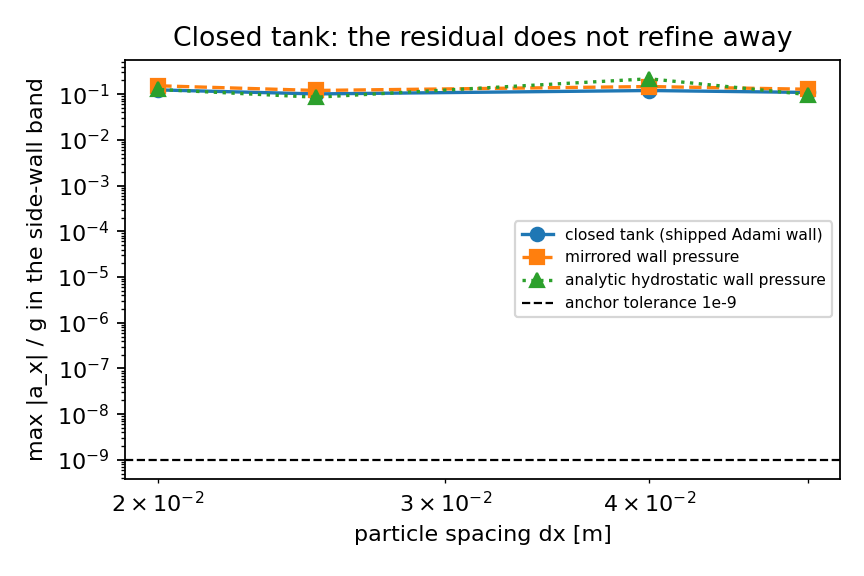 Closed tank: the residual does not refine away
max |a_x| / g in the side-wall band
10⁻¹
10⁻²
10⁻³
10⁻⁴
10⁻⁵
10⁻⁶
10⁻⁷
10⁻⁸
10⁻⁹
closed tank (shipped Adami wall)
mirrored wall pressure
analytic hydrostatic wall pressure
anchor tolerance 1e-9
2 × 10⁻² 3 × 10⁻² 4 × 10⁻²
particle spacing dx [m]